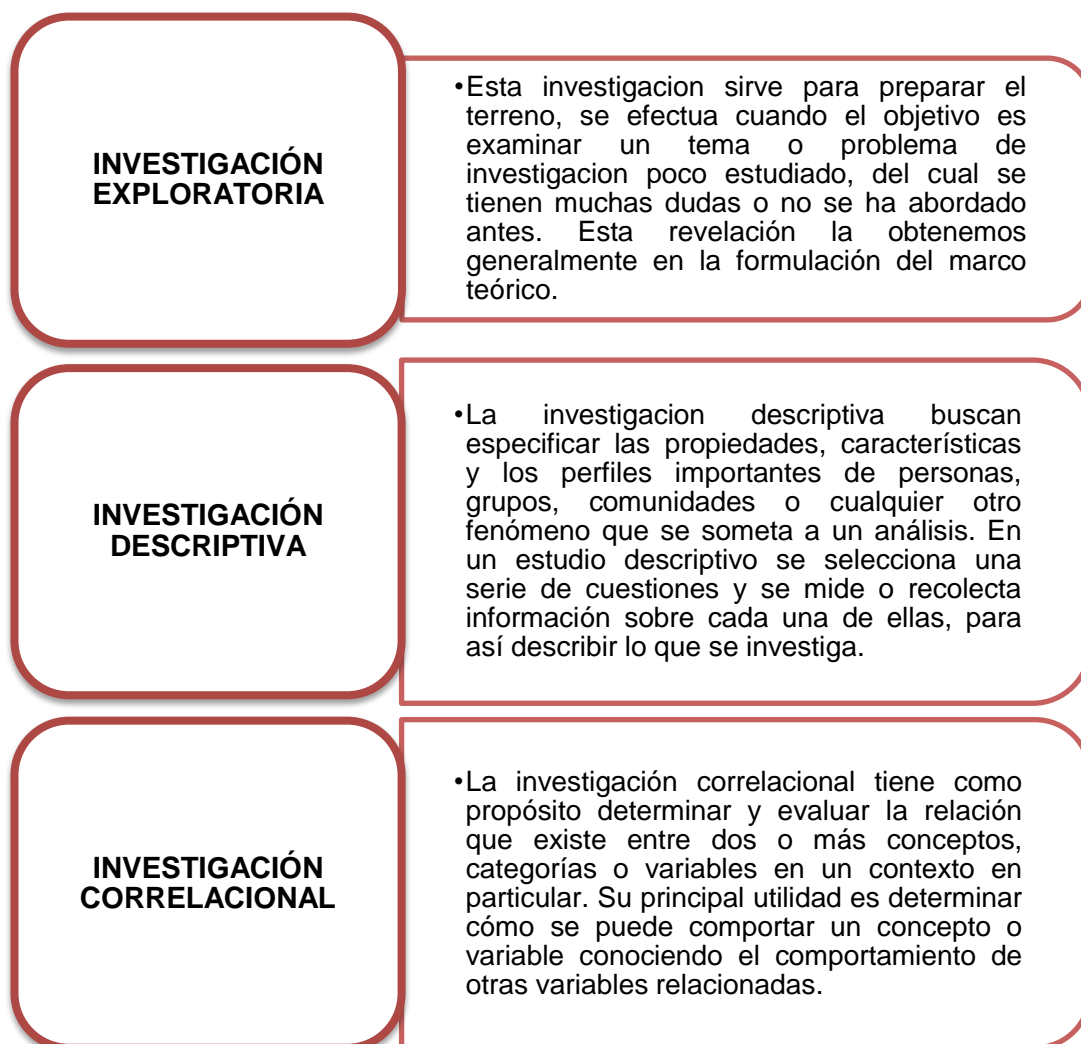 INVESTIGACIÓN
EXPLORATORIA
•Esta investigacion sirve para preparar el
terreno, se efectua cuando el objetivo es
examinar un tema o problema de
investigacion poco estudiado, del cual se
tienen muchas dudas o no se ha abordado
antes. Esta revelación la obtenemos
generalmente en la formulación del marco
teórico.
INVESTIGACIÓN
DESCRIPTIVA
•La investigacion descriptiva buscan
especificar las propiedades, características
y los perfiles importantes de personas,
grupos, comunidades o cualquier otro
fenómeno que se someta a un análisis. En
un estudio descriptivo se selecciona una
serie de cuestiones y se mide o recolecta
información sobre cada una de ellas, para
así describir lo que se investiga.
INVESTIGACIÓN
CORRELACIONAL
•La investigación correlacional tiene como
propósito determinar y evaluar la relación
que existe entre dos o más conceptos,
categorías o variables en un contexto en
particular. Su principal utilidad es determinar
cómo se puede comportar un concepto o
variable conociendo el comportamiento de
otras variables relacionadas.